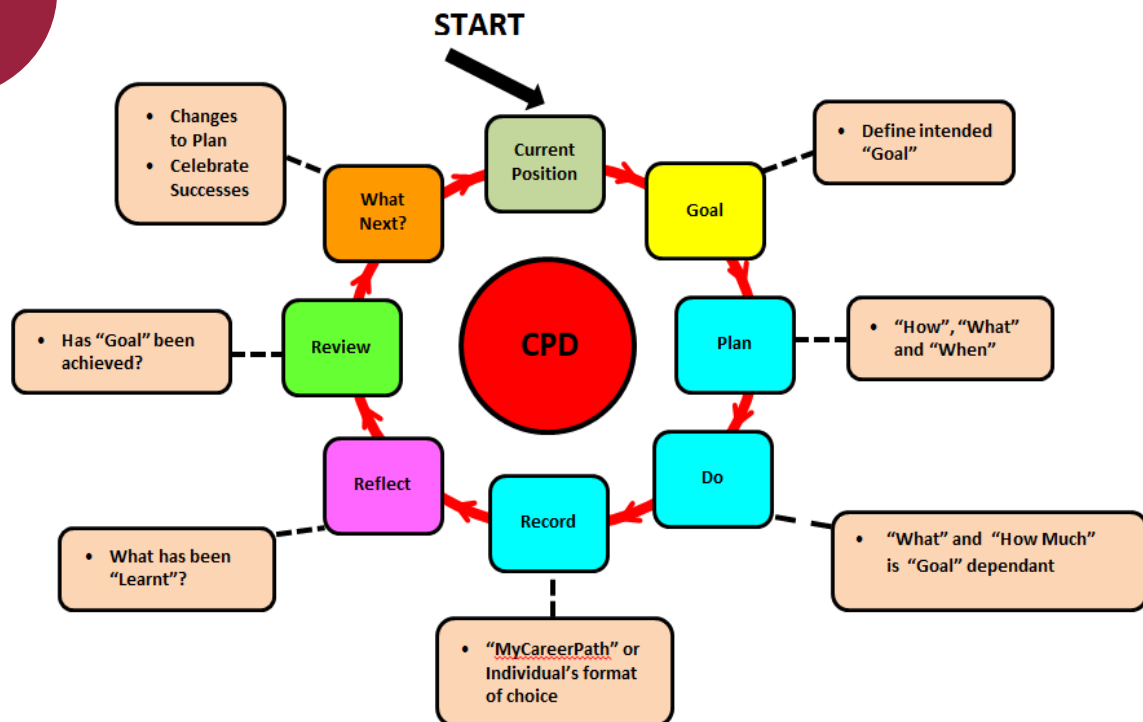 START
Current
Position
Goal
• Define intended
“Goal”
Plan
• “How”, “What”
and “When”
Do
• “What” and “How Much”
is “Goal” dependant
Record
• “MyCareerPath” or
Individual’s format
of choice
Reflect
• What has been
“Learnt”?
Review
• Has “Goal” been
achieved?
What
Next?
• Changes
to Plan
• Celebrate
Successes
CPD